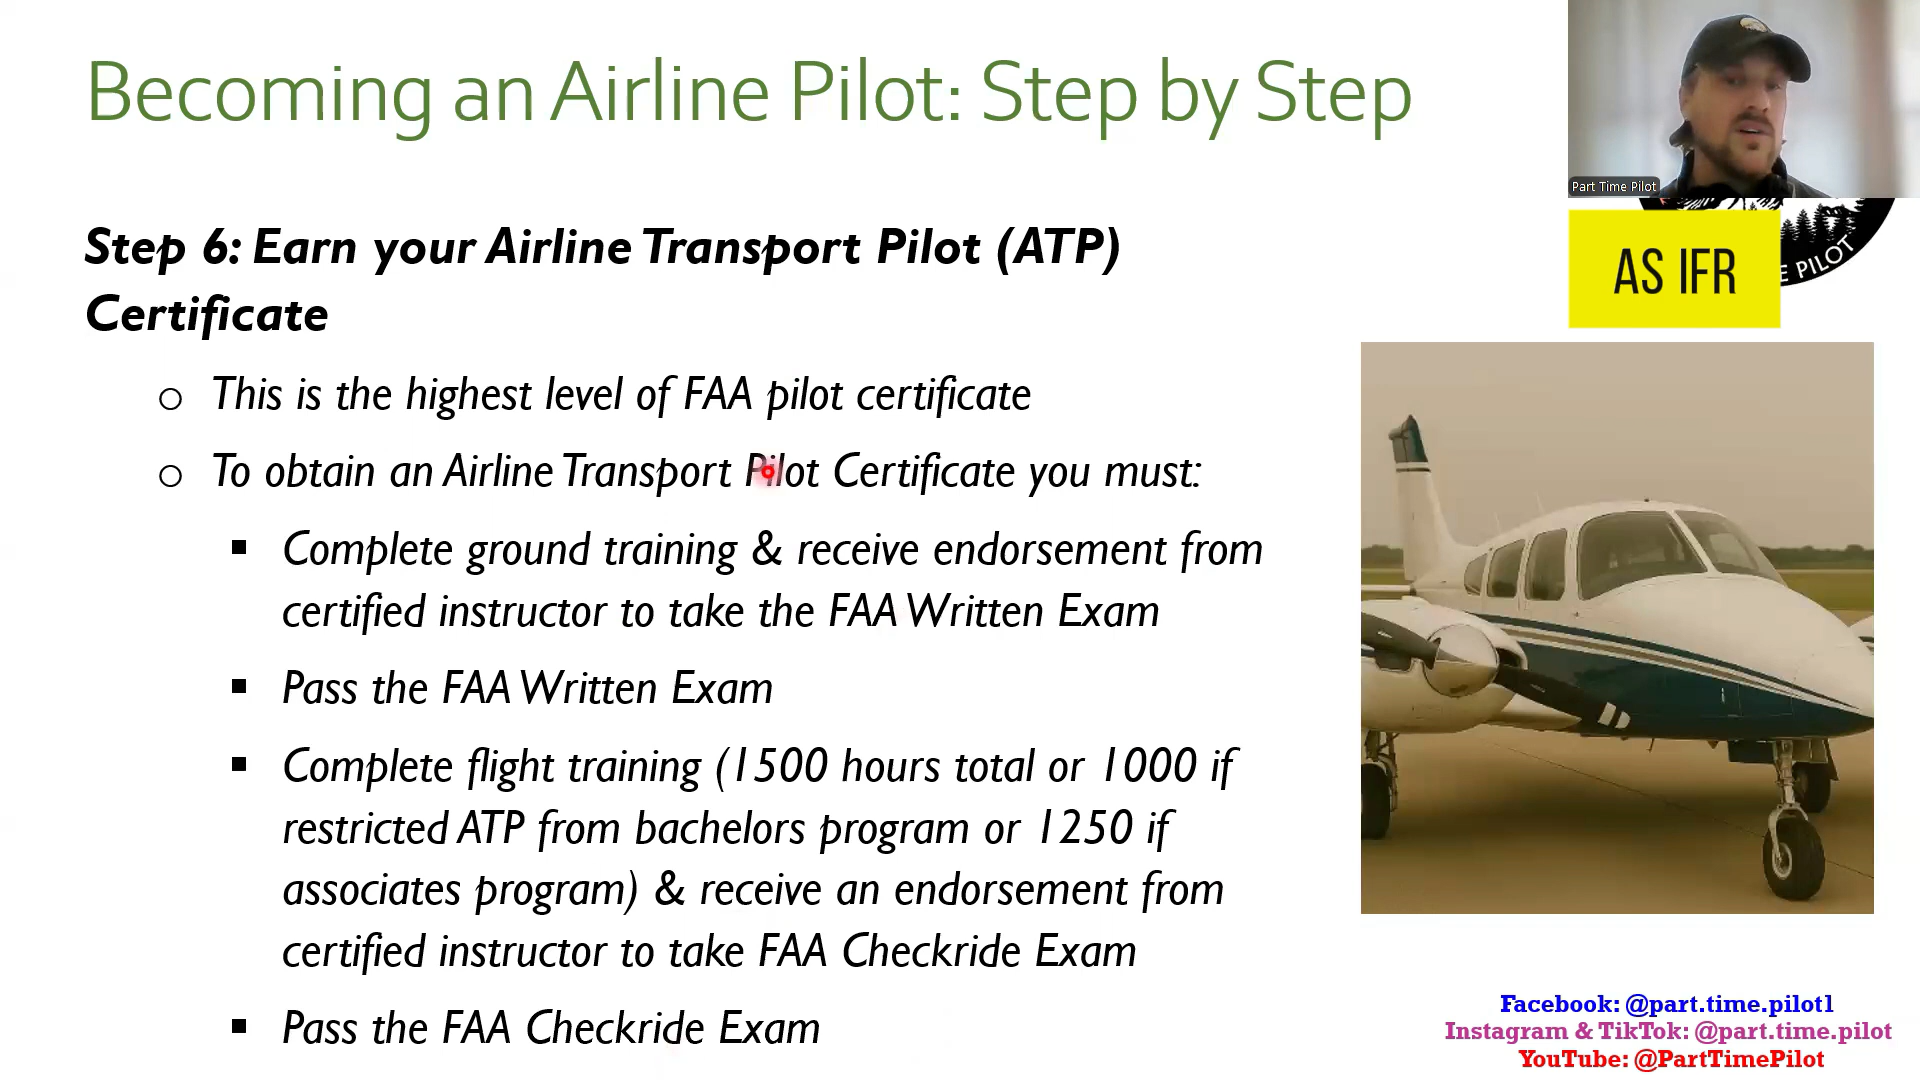 Becoming an Airline Pilot: Step by Step
Part Time Pilot
AS IFR
E PILOT
Step 6: Earn your Airline Transport Pilot (ATP)
Certificate
This is the highest level of FAA pilot certificate
To obtain an Airline Transport Pilot Certificate you must:
Complete ground training & receive endorsement from
certified instructor to take the FAA Written Exam
Pass the FAA Written Exam
Complete flight training (1500 hours total or 1000 if
restricted ATP from bachelors program or 1250 if
associates program) & receive an endorsement from
certified instructor to take FAA Checkride Exam
Pass the FAA Checkride Exam
Facebook: @part.time.pilot1
Instagram & TikTok: @part.time.pilot
YouTube: @PartTimePilot